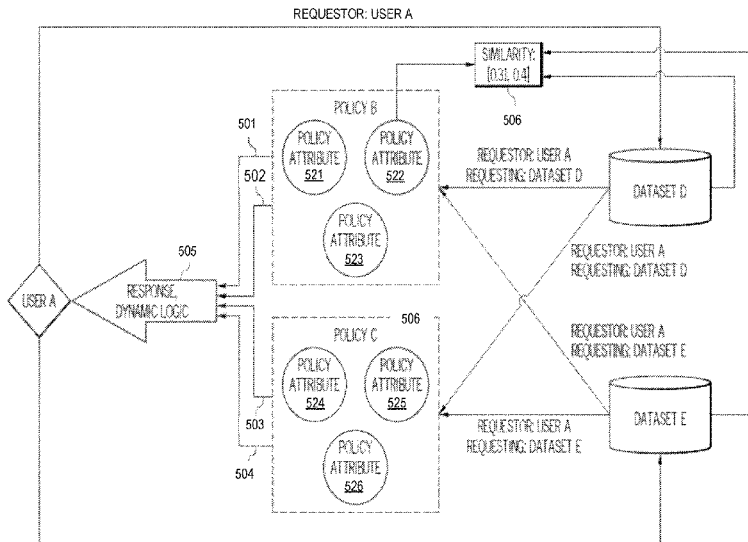 REQUESTOR: USER A
SIMILARITY:
[0.31, 0.4]
506
POLICY B
501
502
POLICY
ATTRIBUTE
521
POLICY
ATTRIBUTE
522
POLICY
ATTRIBUTE
523
REQUESTOR: USER A
REQUESTING: DATASET D
DATASET D
REQUESTOR: USER A
REQUESTING: DATASET D
505
USER A
RESPONSE,
DYNAMIC LOGIC
506
POLICY C
POLICY
ATTRIBUTE
524
POLICY
ATTRIBUTE
525
POLICY
ATTRIBUTE
526
503
504
REQUESTOR: USER A
REQUESTING: DATASET E
REQUESTOR: USER A
REQUESTING: DATASET E
DATASET E